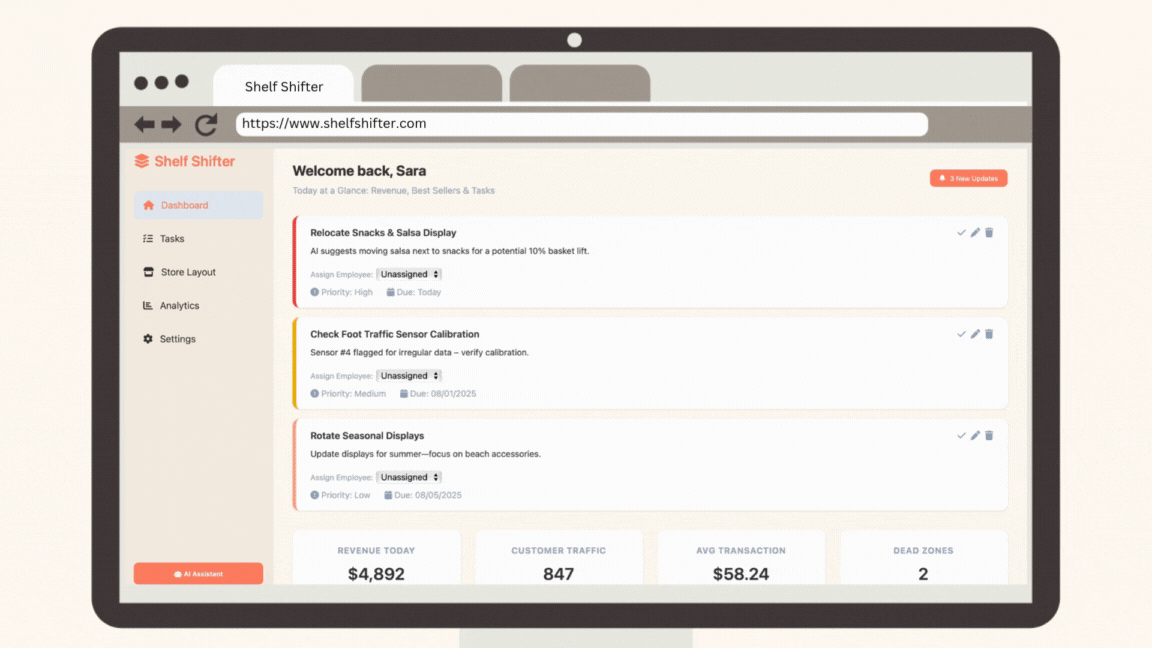 Shelf Shifter
https://www.shelfshifter.com
Shelf Shifter
Dashboard
Tasks
Store Layout
Analytics
Settings
AI Assistant
Welcome back, Sara
Today at a Glance: Revenue, Best Sellers & Tasks
3 New Updates
Relocate Snacks & Salsa Display
AI suggests moving salsa next to snacks for a potential 10% basket lift.
Assign Employee: Unassigned
Priority: High Due: Today
Check Foot Traffic Sensor Calibration
Sensor #4 flagged for irregular data – verify calibration.
Assign Employee: Unassigned
Priority: Medium Due: 08/01/2025
Rotate Seasonal Displays
Update displays for summer—focus on beach accessories.
Assign Employee: Unassigned
Priority: Low Due: 08/05/2025
REVENUE TODAY
$4,892
CUSTOMER TRAFFIC
847
AVG TRANSACTION
$58.24
DEAD ZONES
2